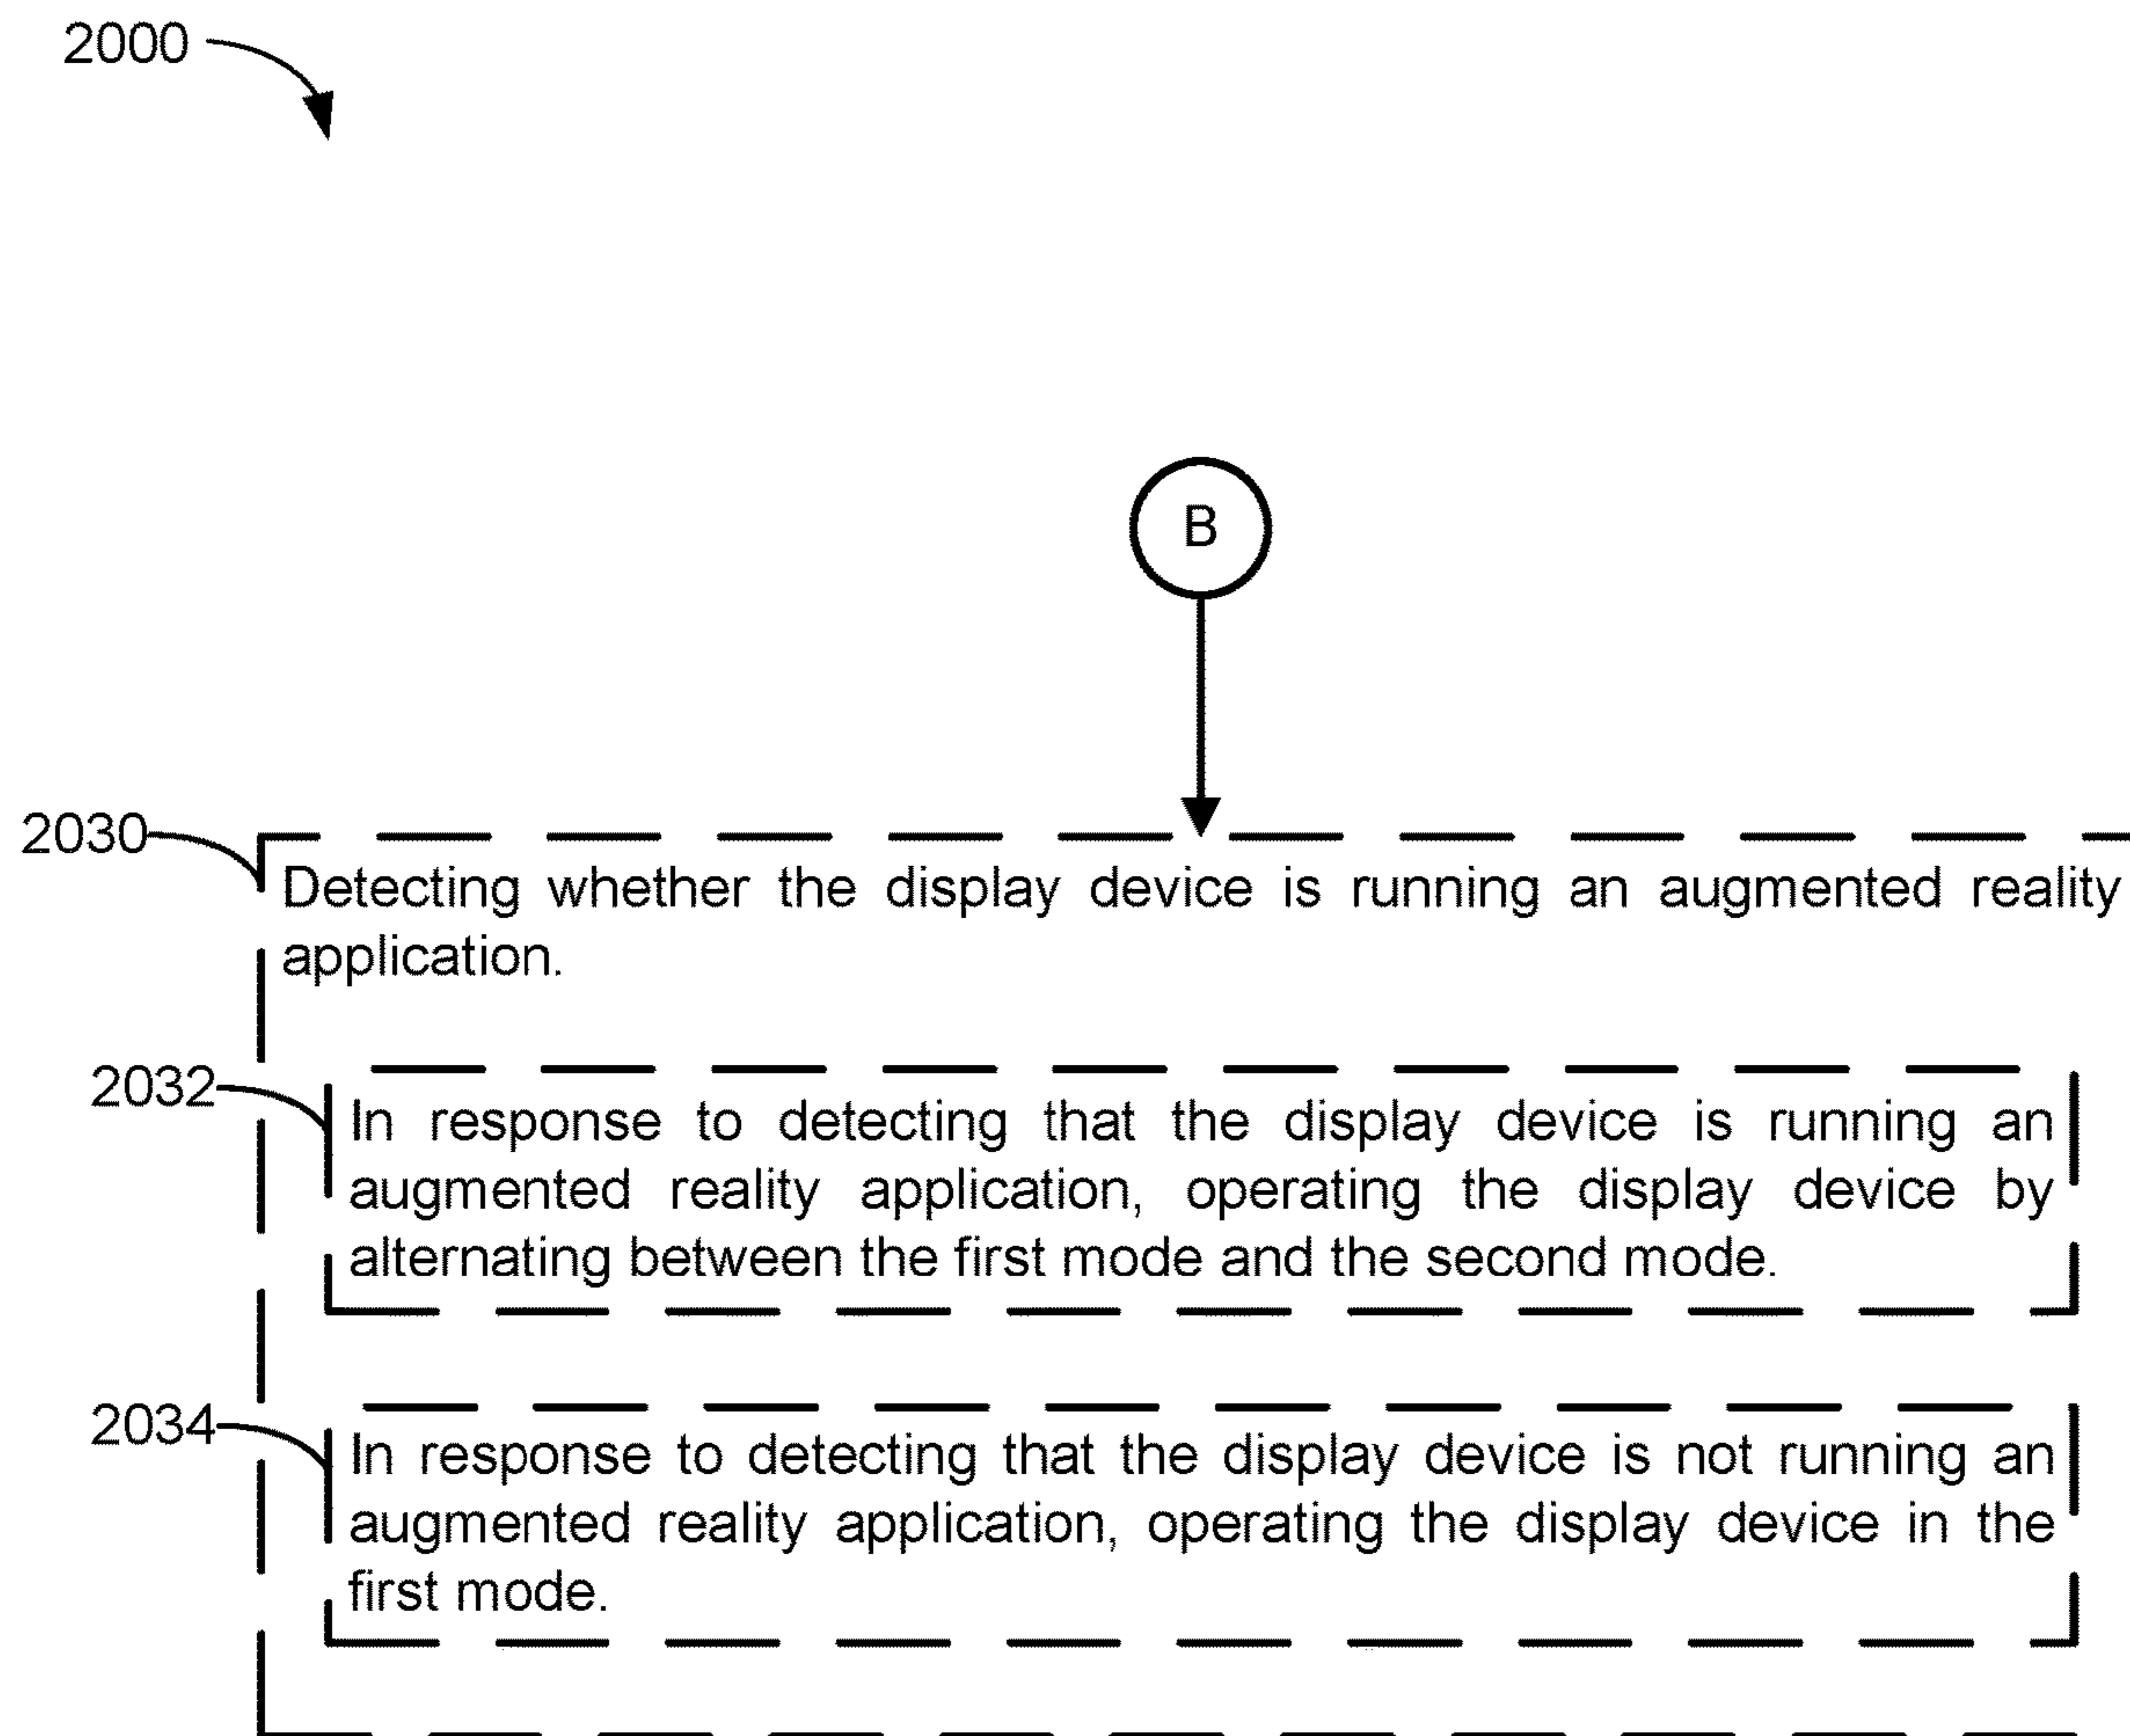 2000
B
2030
Detecting whether the display device is running an augmented reality
application.
2032
In response to detecting that the display device is running an
augmented reality application, operating the display device by
alternating between the first mode and the second mode.
2034
In response to detecting that the display device is not running an
augmented reality application, operating the display device in the
first mode.